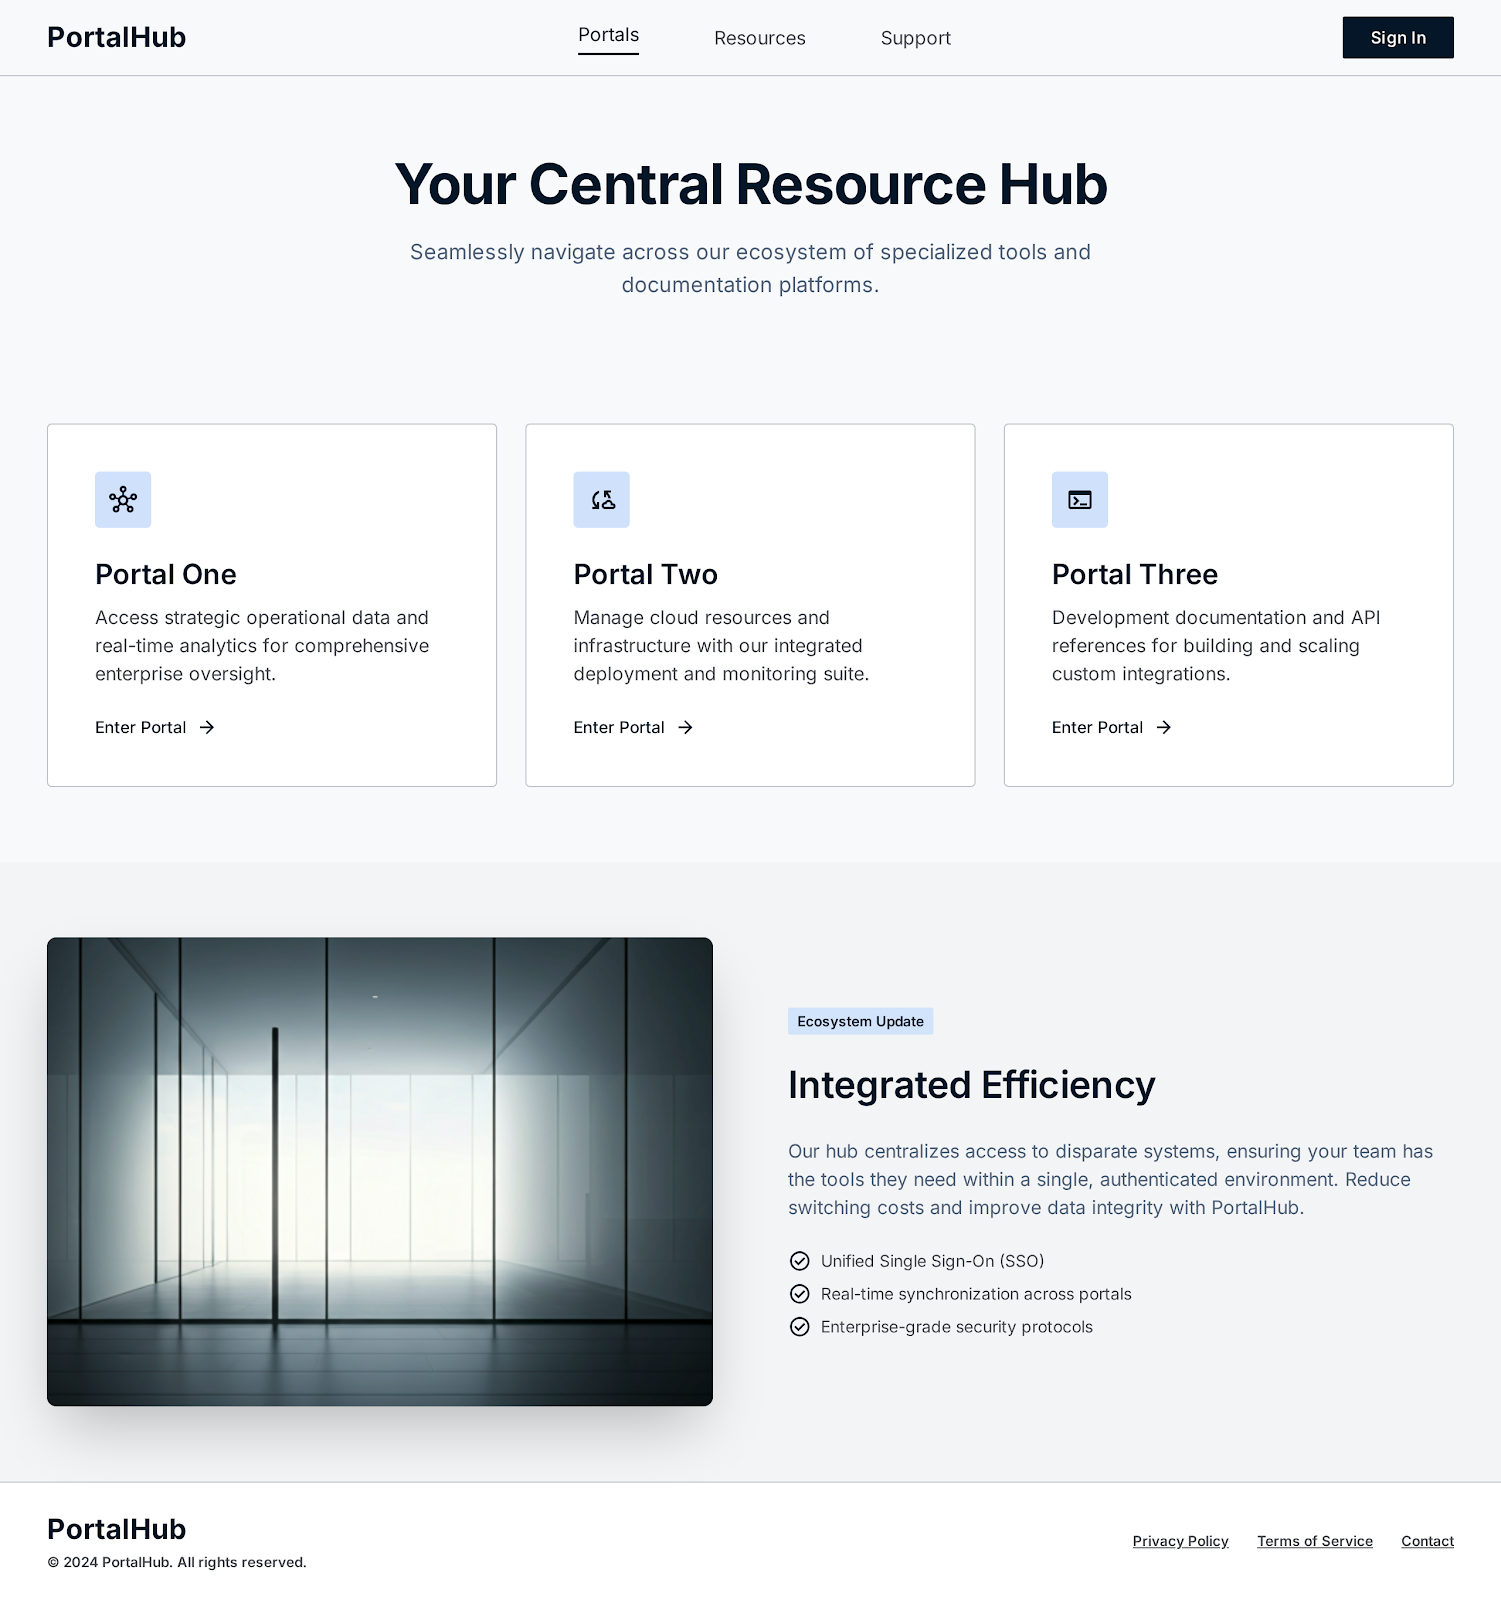 PortalHub
Portals
Resources
Support
Sign In
Your Central Resource Hub
Seamlessly navigate across our ecosystem of specialized tools and
documentation platforms.
Portal One
Access strategic operational data and
real-time analytics for comprehensive
enterprise oversight.
Enter Portal
Portal Two
Manage cloud resources and
infrastructure with our integrated
deployment and monitoring suite.
Enter Portal
Portal Three
Development documentation and API
references for building and scaling
custom integrations.
Enter Portal
Ecosystem Update
Integrated Efficiency
Our hub centralizes access to disparate systems, ensuring your team has
the tools they need within a single, authenticated environment. Reduce
switching costs and improve data integrity with PortalHub.
Unified Single Sign-On (SSO)
Real-time synchronization across portals
Enterprise-grade security protocols
PortalHub
© 2024 PortalHub. All rights reserved.
Privacy Policy
Terms of Service
Contact